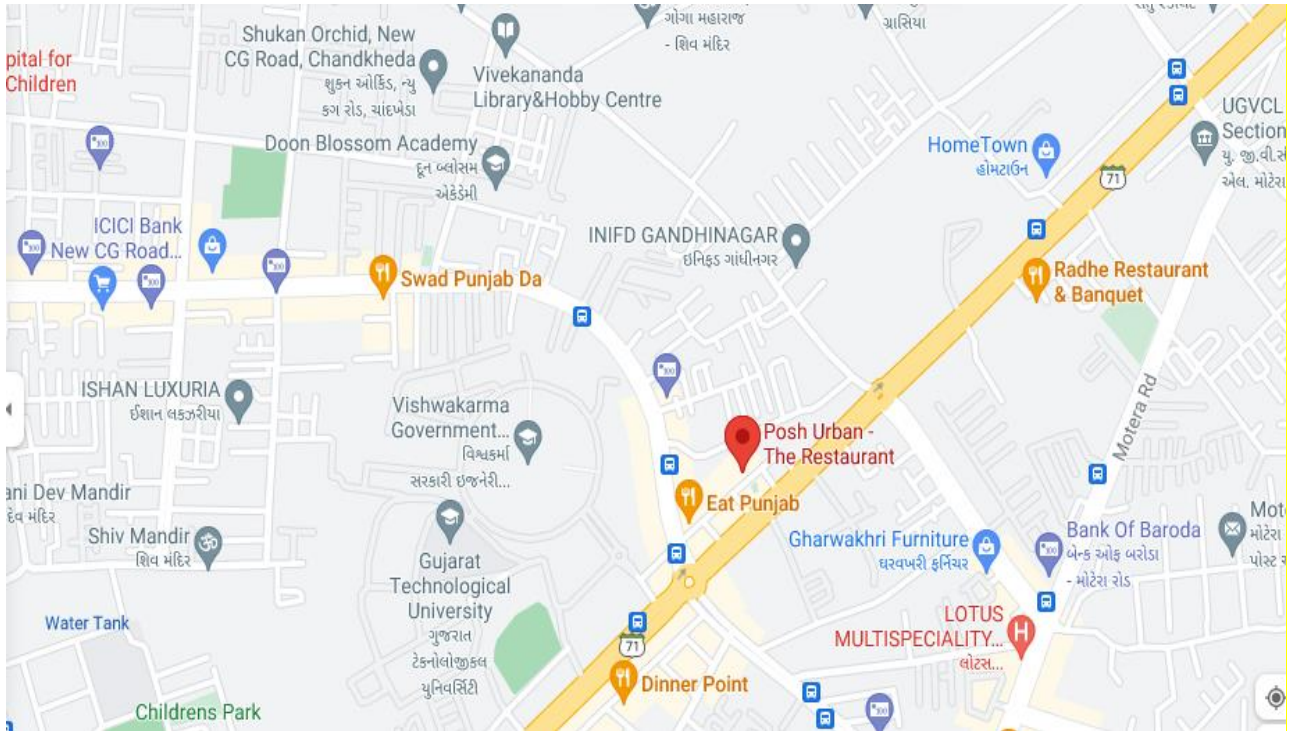 ગોગા મહારાજ
- શિવ મંદિર
ગ્રાસિયા
Shukan Orchid, New
CG Road, Chandkheda
શુકન ઓર્કિડ, ન્યુ
કગ રોડ, ચાંદખેડા
pital for
Children
Vivekananda
Library&Hobby Centre
UGVCL
Section
યુ. જી.વી.સ
એલ. મોટેરા
Doon Blossom Academy
દૂન બ્લોસમ
એકેડેમી
HomeTown
હોમટાઉન
71
ICICI Bank
New CG Road...
INIFD GANDHINAGAR
ઇનિફડ ગાંધીનગર
Swad Punjab Da
Radhe Restaurant
& Banquet
ISHAN LUXURIA
ઈશાન લકઝરીયા
Vishwakarma
Government...
વિશ્વકર્મા
સરકારી ઇજનેરી...
Motera Rd
Posh Urban -
The Restaurant
ani Dev Mandir
દેવ મંદિર
Eat Punjab
Shiv Mandir
શિવ મંદિર
Gharwakhri Furniture
ઘરવખરી ફર્નિચર
Bank Of Baroda
બેન્ક ઓફ બરોડા
- મોટેરા રોડ
Mot
મોટેરા
પોસ્ટ
Gujarat
Technological
University
ગુજરાત
ટેકનોલોજીકલ
યુનિવર્સિટી
Water Tank
LOTUS
MULTISPECIALITY...
લોટસ...
71
Dinner Point
Childrens Park